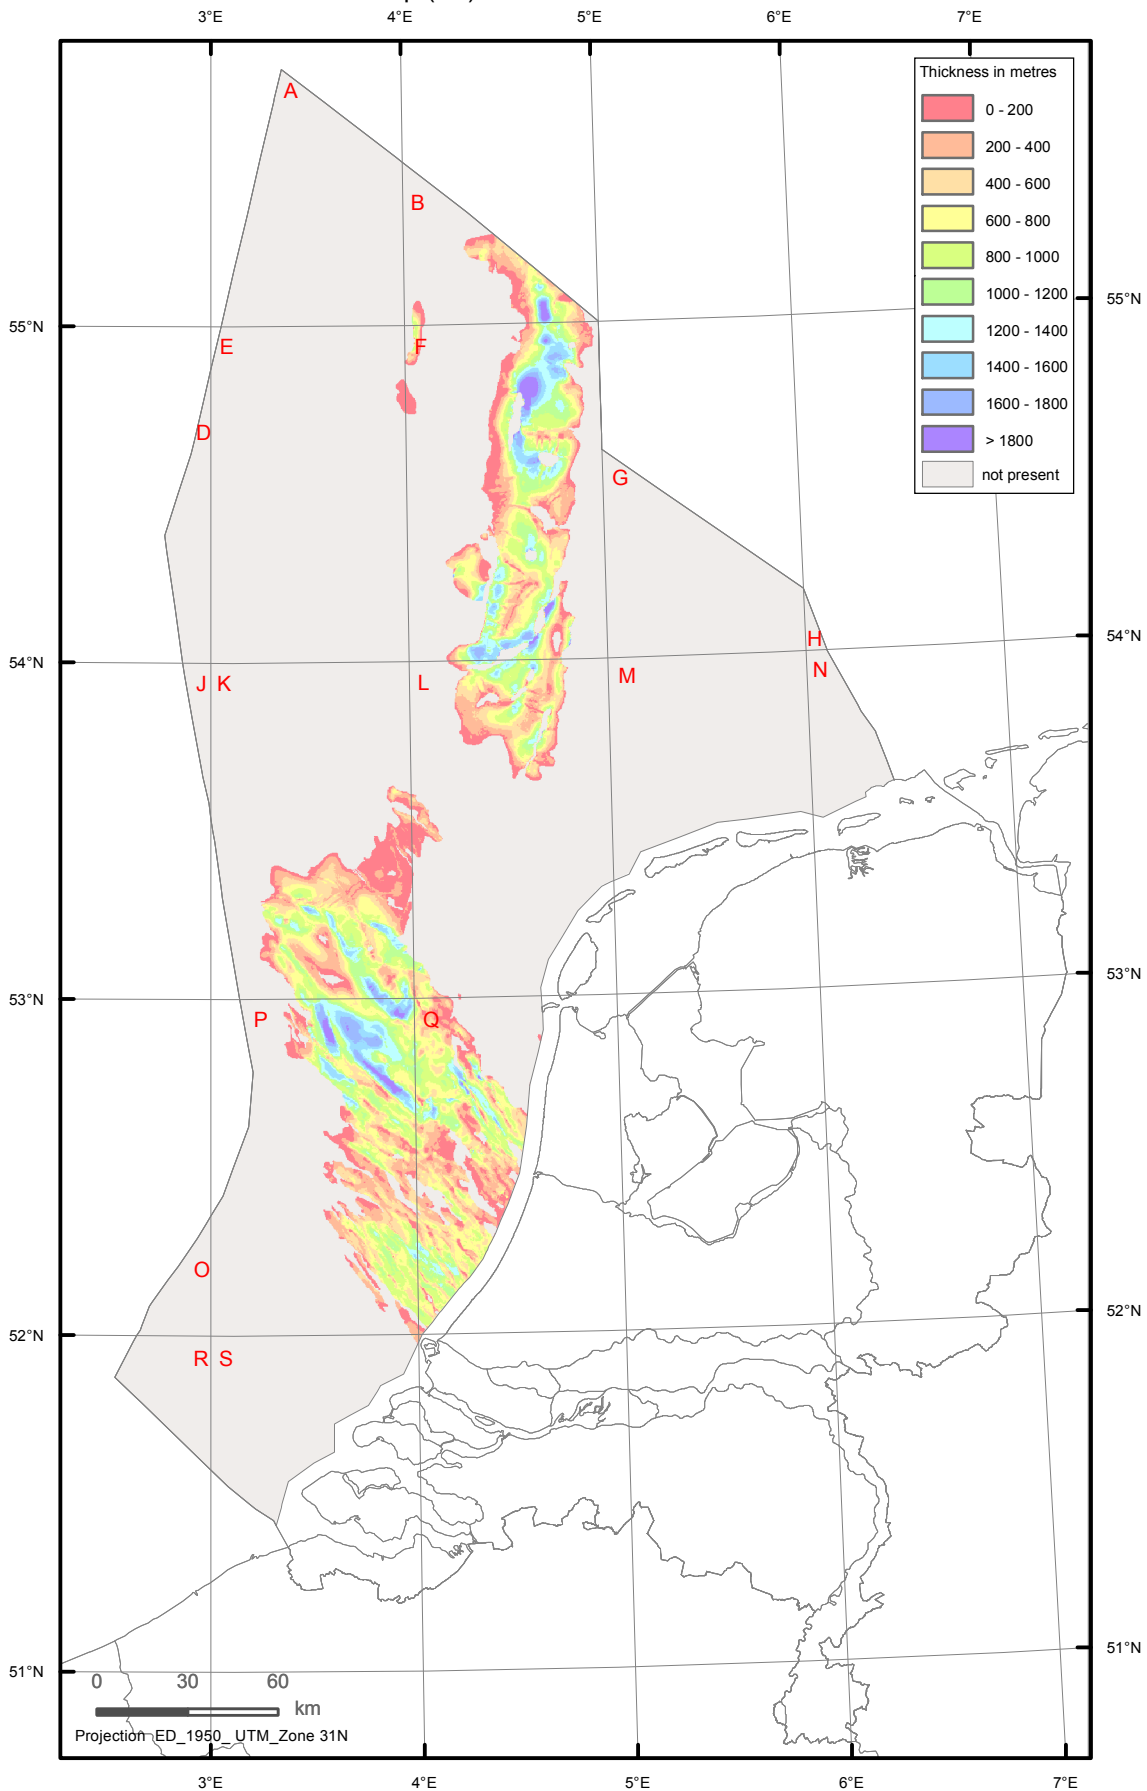 3°E 4°E 5°E 6°E 7°E
Thickness in metres
0 - 200
200 - 400
400 - 600
600 - 800
800 - 1000
1000 - 1200
1200 - 1400
1400 - 1600
1600 - 1800
> 1800
not present
A
B
55°N 55°N
E F
D
G
54°N 54°N
H
J K L M N
53°N 53°N
P Q
O
52°N 52°N
R S
51°N 51°N
0 30 60
km
Projection ED_1950_ UTM_Zone 31N
3°E 4°E 5°E 6°E 7°E